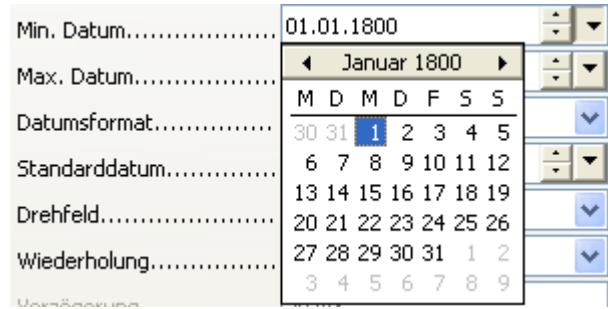 Min. Datum.................... 01.01.1800
Januar 1800
Max. Datum...................
M D M D F S S
Datumsformat...............
30 31 1 2 3 4 5
Standarddatum.............
6 7 8 9 10 11 12
13 14 15 16 17 18 19
Drehfeld........................
20 21 22 23 24 25 26
Wiederholung.................
27 28 29 30 31 1 2
3 4 5 6 7 8 9
Verzögerung